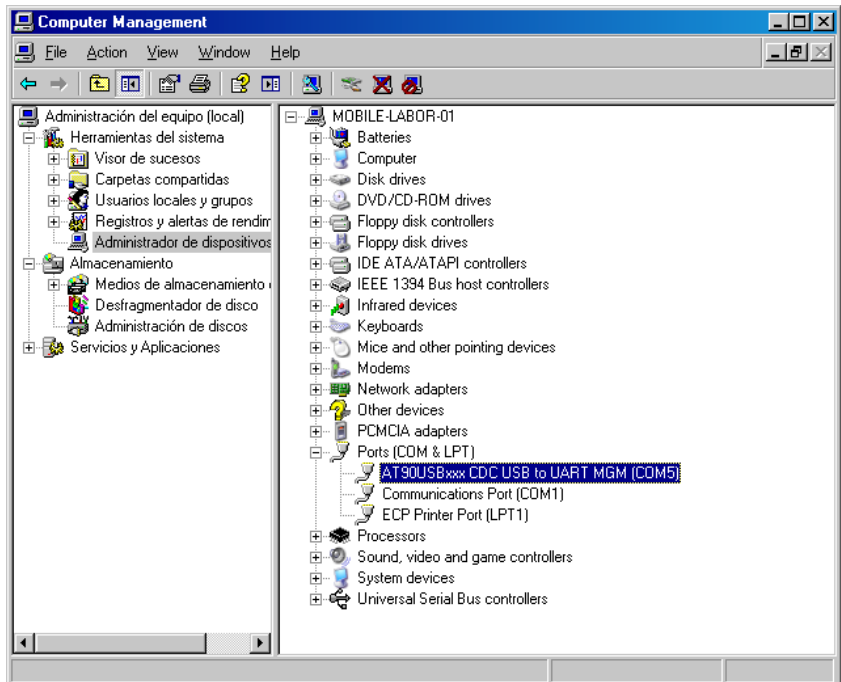 Computer Management
File Action View Window Help
Administración del equipo (local)
Herramientas del sistema
Visor de sucesos
Carpetas compartidas
Usuarios locales y grupos
Registros y alertas de rendim
Administrador de dispositivos
Almacenamiento
Medios de almacenamiento
Desfragmentador de disco
Administración de discos
Servicios y Aplicaciones
MOBILE-LABOR-01
Batteries
Computer
Disk drives
DVD/CD-ROM drives
Floppy disk controllers
Floppy disk drives
IDE ATA/ATAPI controllers
IEEE 1394 Bus host controllers
Infrared devices
Keyboards
Mice and other pointing devices
Modems
Network adapters
Other devices
PCMCIA adapters
Ports (COM & LPT)
AT90USBxxx CDC USB to UART MGM (COM5)
Communications Port (COM1)
ECP Printer Port (LPT1)
Processors
Sound, video and game controllers
System devices
Universal Serial Bus controllers